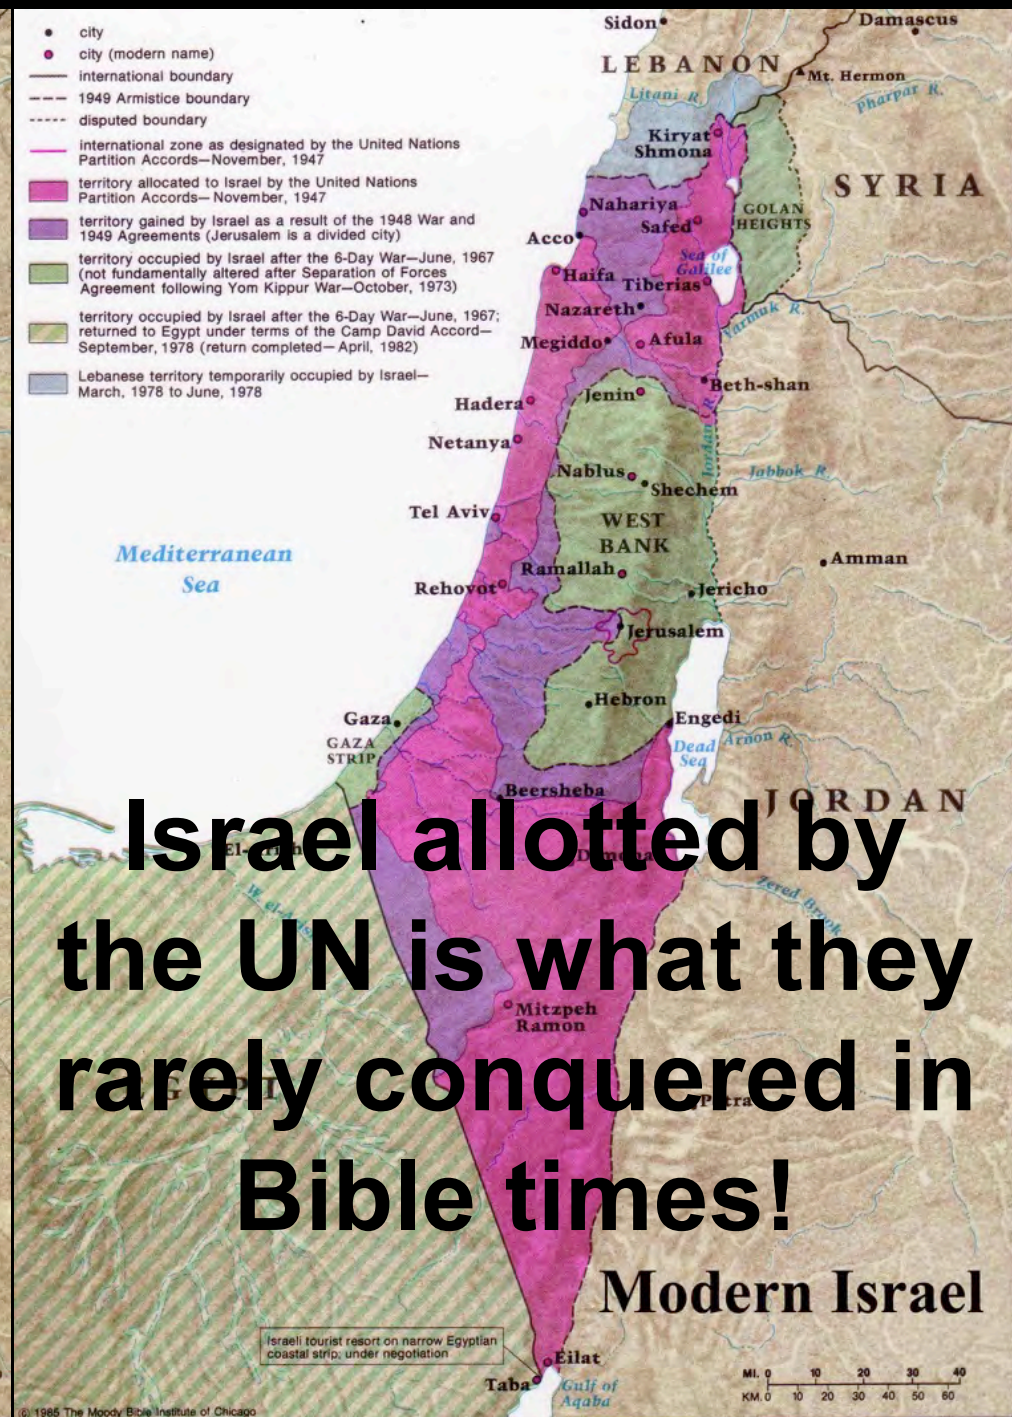 city
city (modern name)
international boundary
1949 Armistice boundary
disputed boundary
international zone as designated by the United Nations
Partition Accords—November, 1947
territory allocated to Israel by the United Nations
Partition Accords—November, 1947
territory gained by Israel as a result of the 1948 War and
1949 Agreements (Jerusalem is a divided city)
territory occupied by Israel after the 6-Day War—June, 1967
(not fundamentally altered after Separation of Forces
Agreement following Yom Kippur War—October, 1973)
territory occupied by Israel after the 6-Day War—June, 1967;
returned to Egypt under terms of the Camp David Accord—
September, 1978 (return completed—April, 1982)
Lebanese territory temporarily occupied by Israel—
March, 1978 to June, 1978
Sidon
Damascus
LEBANON
Mt. Hermon
Litani R.
Pharpar R.
Kiryat
Shmona
SYRIA
Nahariya
GOLAN
HEIGHTS
Safed
Acco
Sea of
Galilee
Haifa
Tiberias
Nazareth
Yarmuk R.
Megiddo
Afula
Beth-shan
Jenin
Hadera
Jordan R.
Netanya
Nablus
Jabbok R.
Shechem
Tel Aviv
WEST
BANK
Mediterranean
Sea
Amman
Ramallah
Rehovot
Jericho
Jerusalem
Hebron
Gaza
Engedi
GAZA
STRIP
Dead
Sea
Arnon R.
Beersheba
JORDAN
Israel allotted by
El-Arish
Dimona
Zered Brook
W. el-Arish
the UN is what they
Mitzpeh
Ramon
rarely conquered in
EGYPT
Petra
Bible times!
Modern Israel
Israeli tourist resort on narrow Egyptian
coastal strip; under negotiation
Eilat
Taba
Gulf of
Aqaba
MI. 0 10 20 30 40
KM. 0 10 20 30 40 50 60
© 1985 The Moody Bible Institute of Chicago